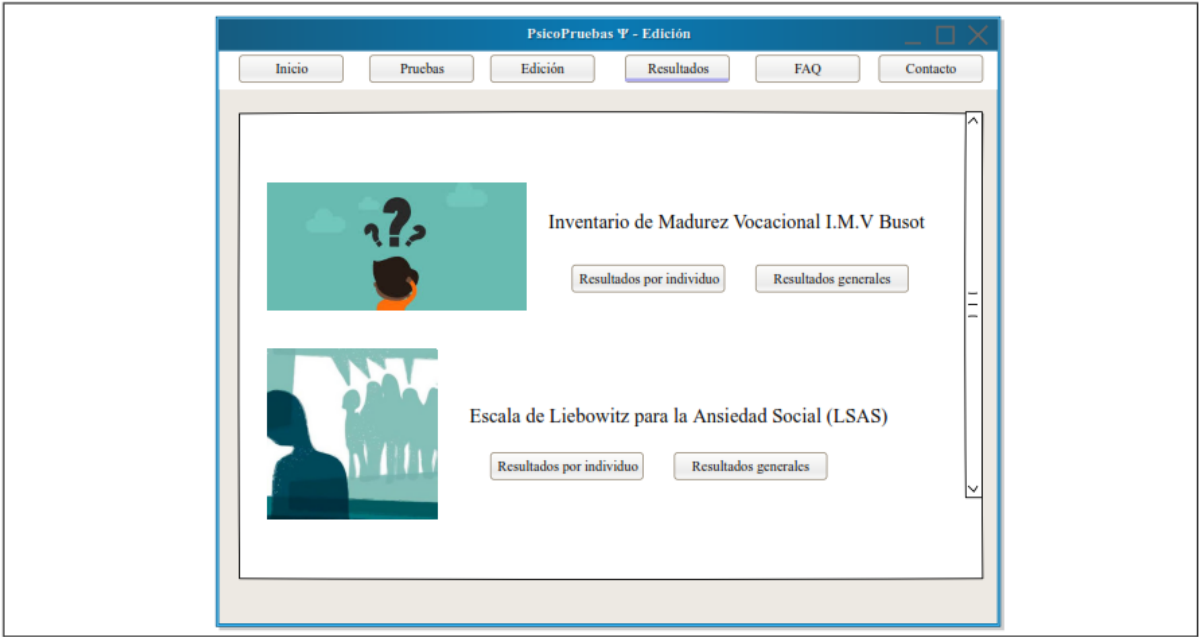 PsicoPruebas Ψ - Edición
Inicio Pruebas Edición Resultados FAQ Contacto
Inventario de Madurez Vocacional I.M.V Busot
Resultados por individuo Resultados generales
Escala de Liebowitz para la Ansiedad Social (LSAS)
Resultados por individuo Resultados generales